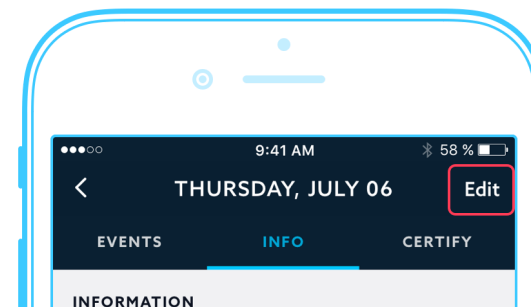 9:41 AM 58 %
THURSDAY, JULY 06 Edit
EVENTS INFO CERTIFY
INFORMATION